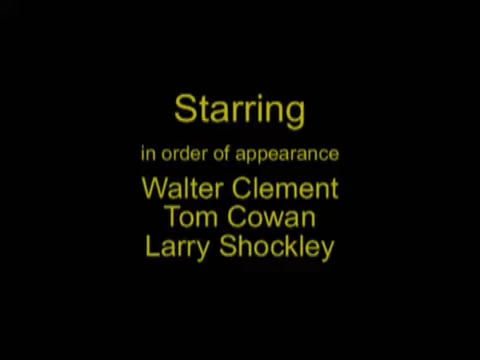 Starring
in order of appearance
Walter Clement
Tom Cowan
Larry Shockley